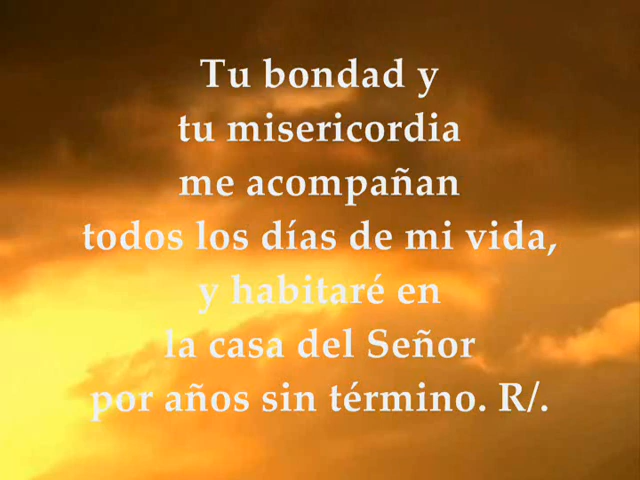 Tu bondad y
tu misericordia
me acompañan
todos los días de mi vida,
y habitaré en
la casa del Señor
por años sin término. R/.